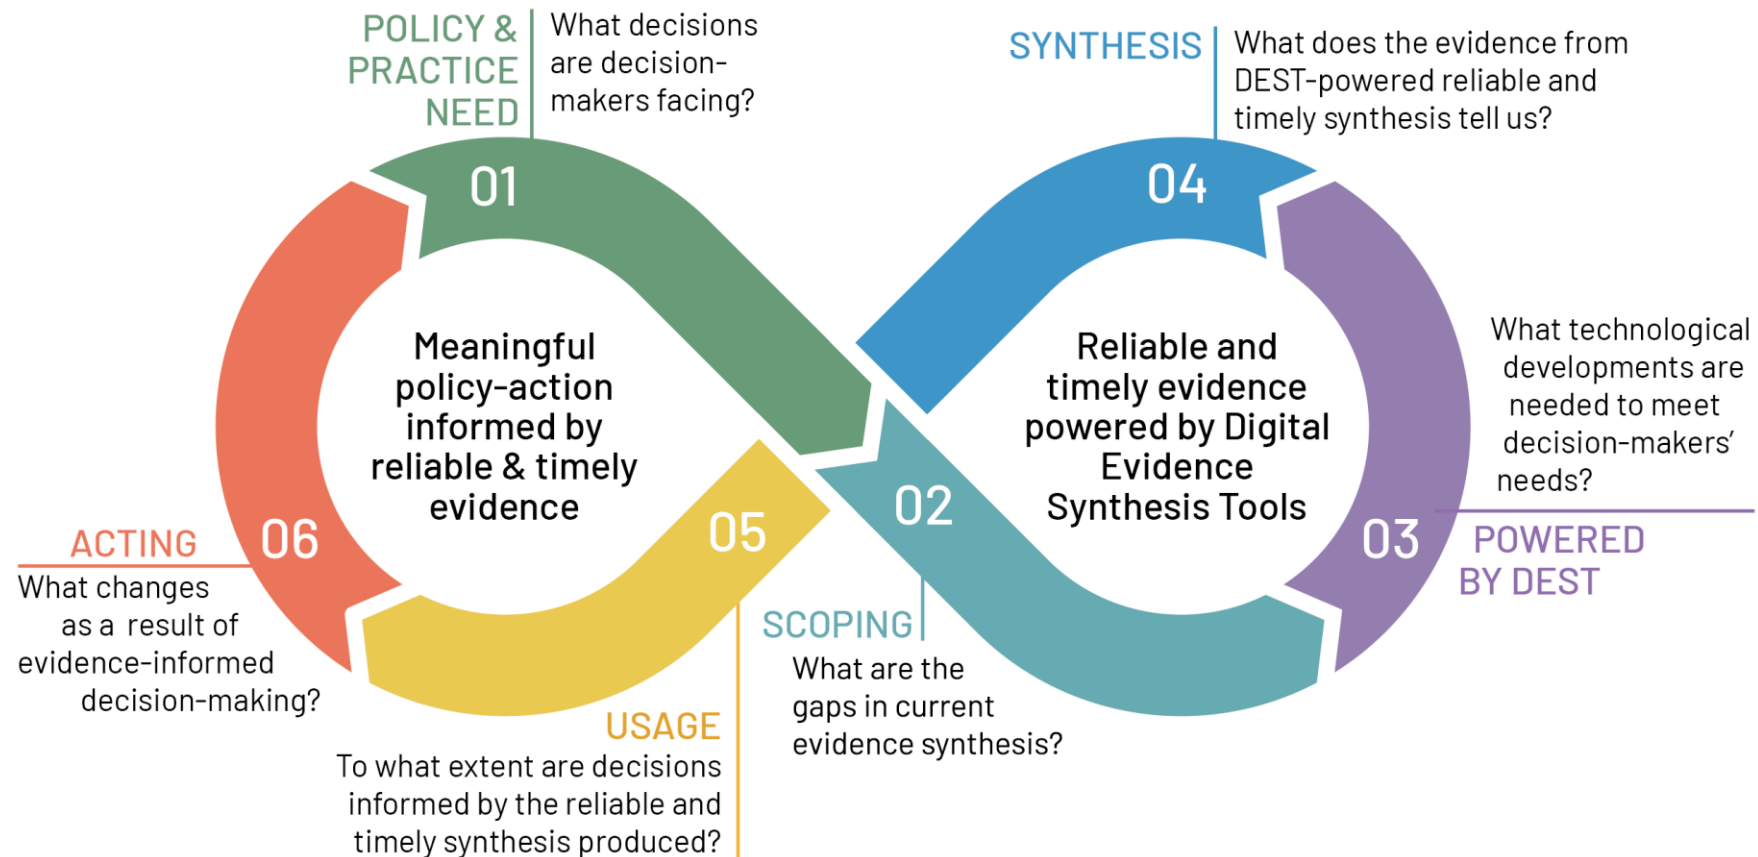 POLICY &
PRACTICE
NEED
What decisions
are decision-
makers facing?
01
SYNTHESIS
What does the evidence from
DEST-powered reliable and
timely synthesis tell us?
04
Meaningful
policy-action
informed by
reliable & timely
evidence
Reliable and
timely evidence
powered by Digital
Evidence
Synthesis Tools
What technological
developments are
needed to meet
decision-makers’
needs?
03
POWERED
BY DEST
02
SCOPING
What are the
gaps in current
evidence synthesis?
05
USAGE
To what extent are decisions
informed by the reliable and
timely synthesis produced?
06
ACTING
What changes
as a result of
evidence-informed
decision-making?